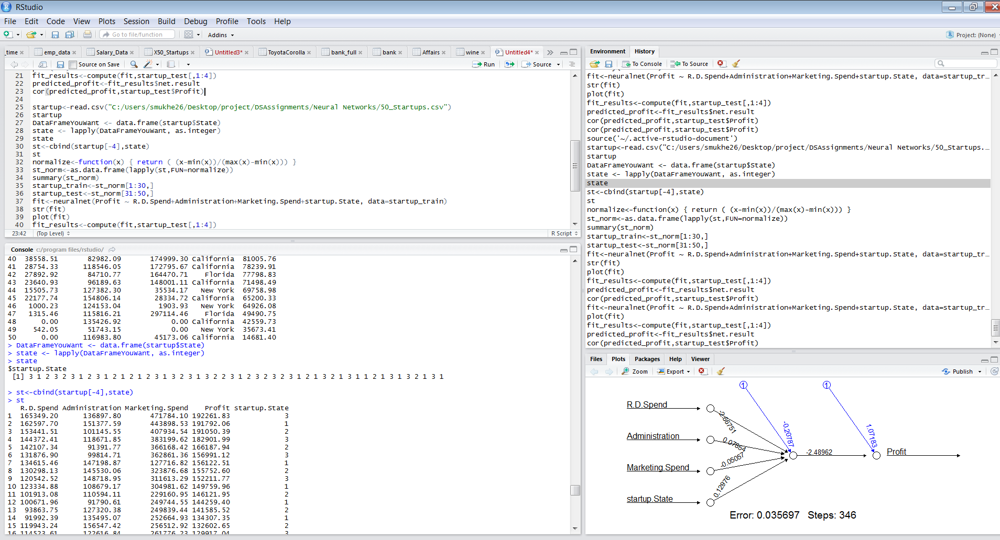 RStudio
File Edit Code View Plots Session Build Debug Profile Tools Help
Go to file/function Addins Project: (None)
_time emp_data Salary_Data X50_Startups Untitled3* ToyotaCorolla bank_full bank Affairs wine Untitled4*
Source on Save Run Source
21 fit_results<-compute(fit,startup_test[,1:4])
22 predicted_profit<-fit_results$net.result
23 cor(predicted_profit,startup_test$Profit)
24
25 startup<-read.csv("C:/Users/smukhe26/Desktop/project/DSAssignments/Neural Networks/50_Startups.csv")
26 startup
27 DataFrameYouWant <- data.frame(startup$State)
28 state <- lapply(DataFrameYouWant, as.integer)
29 state
30 st<-cbind(startup[-4],state)
31 st
32 normalize<-function(x) { return ( (x-min(x))/(max(x)-min(x))) }
33 st_norm<-as.data.frame(lapply(st,FUN=normalize))
34 summary(st_norm)
35 startup_train<-st_norm[1:30,]
36 startup_test<-st_norm[31:50,]
37 fit<-neuralnet(Profit ~ R.D.Spend+Administration+Marketing.Spend+startup.State, data=startup_train)
38 str(fit)
39 plot(fit)
40 fit_results<-compute(fit,startup_test[,1:4])
23:42 (Top Level) R Script
Console c:/program files/rstudio/
40 38558.51 82982.09 174999.30 California 81005.76
41 28754.33 118546.05 172795.67 California 78239.91
42 27892.92 84710.77 164470.71 Florida 77798.83
43 23640.93 96189.63 148001.11 California 71498.49
44 15505.73 127382.30 35534.17 New York 69758.98
45 22177.74 154806.14 28334.72 California 65200.33
46 1000.23 124153.04 1903.93 New York 64926.08
47 1315.46 115816.21 297114.46 Florida 49490.75
48 0.00 135426.92 0.00 California 42559.73
49 542.05 51743.15 0.00 New York 35673.41
50 0.00 116983.80 45173.06 California 14681.40
> DataFrameYouWant <- data.frame(startup$State)
> state <- lapply(DataFrameYouWant, as.integer)
> state
$startup.State
[1] 3 1 2 3 2 3 1 2 3 1 2 1 2 1 2 3 1 3 2 3 1 3 2 2 3 1 2 3 2 3 2 3 1 2 1 3 2 1 3 1 1 2 1 3 1 3 2 1 3 1
> st<-cbind(startup[-4],state)
> st
R.D.Spend Administration Marketing.Spend Profit startup.State
1 165349.20 136897.80 471784.10 192261.83 3
2 162597.70 151377.59 443898.53 191792.06 1
3 153441.51 101145.55 407934.54 191050.39 2
4 144372.41 118671.85 383199.62 182901.99 3
5 142107.34 91391.77 366168.42 166187.94 2
6 131876.90 99814.71 362861.36 156991.12 3
7 134615.46 147198.87 127716.82 156122.51 1
8 130298.13 145530.06 323876.68 155752.60 2
9 120542.52 148718.95 311613.29 152211.77 3
10 123334.88 108679.17 304981.62 149759.96 1
11 101913.08 110594.11 229160.95 146121.95 2
12 100671.96 91790.61 249744.55 144259.40 1
13 93863.75 127320.38 249839.44 141585.52 2
14 91992.39 135495.07 252664.93 134307.35 1
15 119943.24 156547.42 256512.92 132602.65 2
16 114523.61 122616.84 261776.23 129917.04 3
Environment History
To Console To Source
fit<-neuralnet(Profit ~ R.D.Spend+Administration+Marketing.Spend+startup.State, data=startup_tr...
str(fit)
plot(fit)
fit_results<-compute(fit,startup_test[,1:4])
predicted_profit<-fit_results$net.result
cor(predicted_profit,startup_test$Profit)
cor(predicted_profit,startup_test$Profit)
source('~/.active-rstudio-document')
startup<-read.csv("C:/Users/smukhe26/Desktop/project/DSAssignments/Neural Networks/50_Startups....
startup
DataFrameYouWant <- data.frame(startup$State)
state <- lapply(DataFrameYouWant, as.integer)
state
st<-cbind(startup[-4],state)
st
normalize<-function(x) { return ( (x-min(x))/(max(x)-min(x))) }
st_norm<-as.data.frame(lapply(st,FUN=normalize))
summary(st_norm)
startup_train<-st_norm[1:30,]
startup_test<-st_norm[31:50,]
fit<-neuralnet(Profit ~ R.D.Spend+Administration+Marketing.Spend+startup.State, data=startup_tr...
str(fit)
plot(fit)
fit_results<-compute(fit,startup_test[,1:4])
predicted_profit<-fit_results$net.result
cor(predicted_profit,startup_test$Profit)
fit<-neuralnet(Profit ~ R.D.Spend+Administration+Marketing.Spend+startup.State, data=startup_tr...
plot(fit)
fit_results<-compute(fit,startup_test[,1:4])
predicted_profit<-fit_results$net.result
cor(predicted_profit,startup_test$Profit)
Files Plots Packages Help Viewer
Zoom Export Publish
1 1
R.D.Spend
-2.66751
-0.20787
1.07183
Administration
0.07854
-2.48962
Profit
Marketing.Spend
-0.05057
startup.State
0.12976
Error: 0.035697 Steps: 346